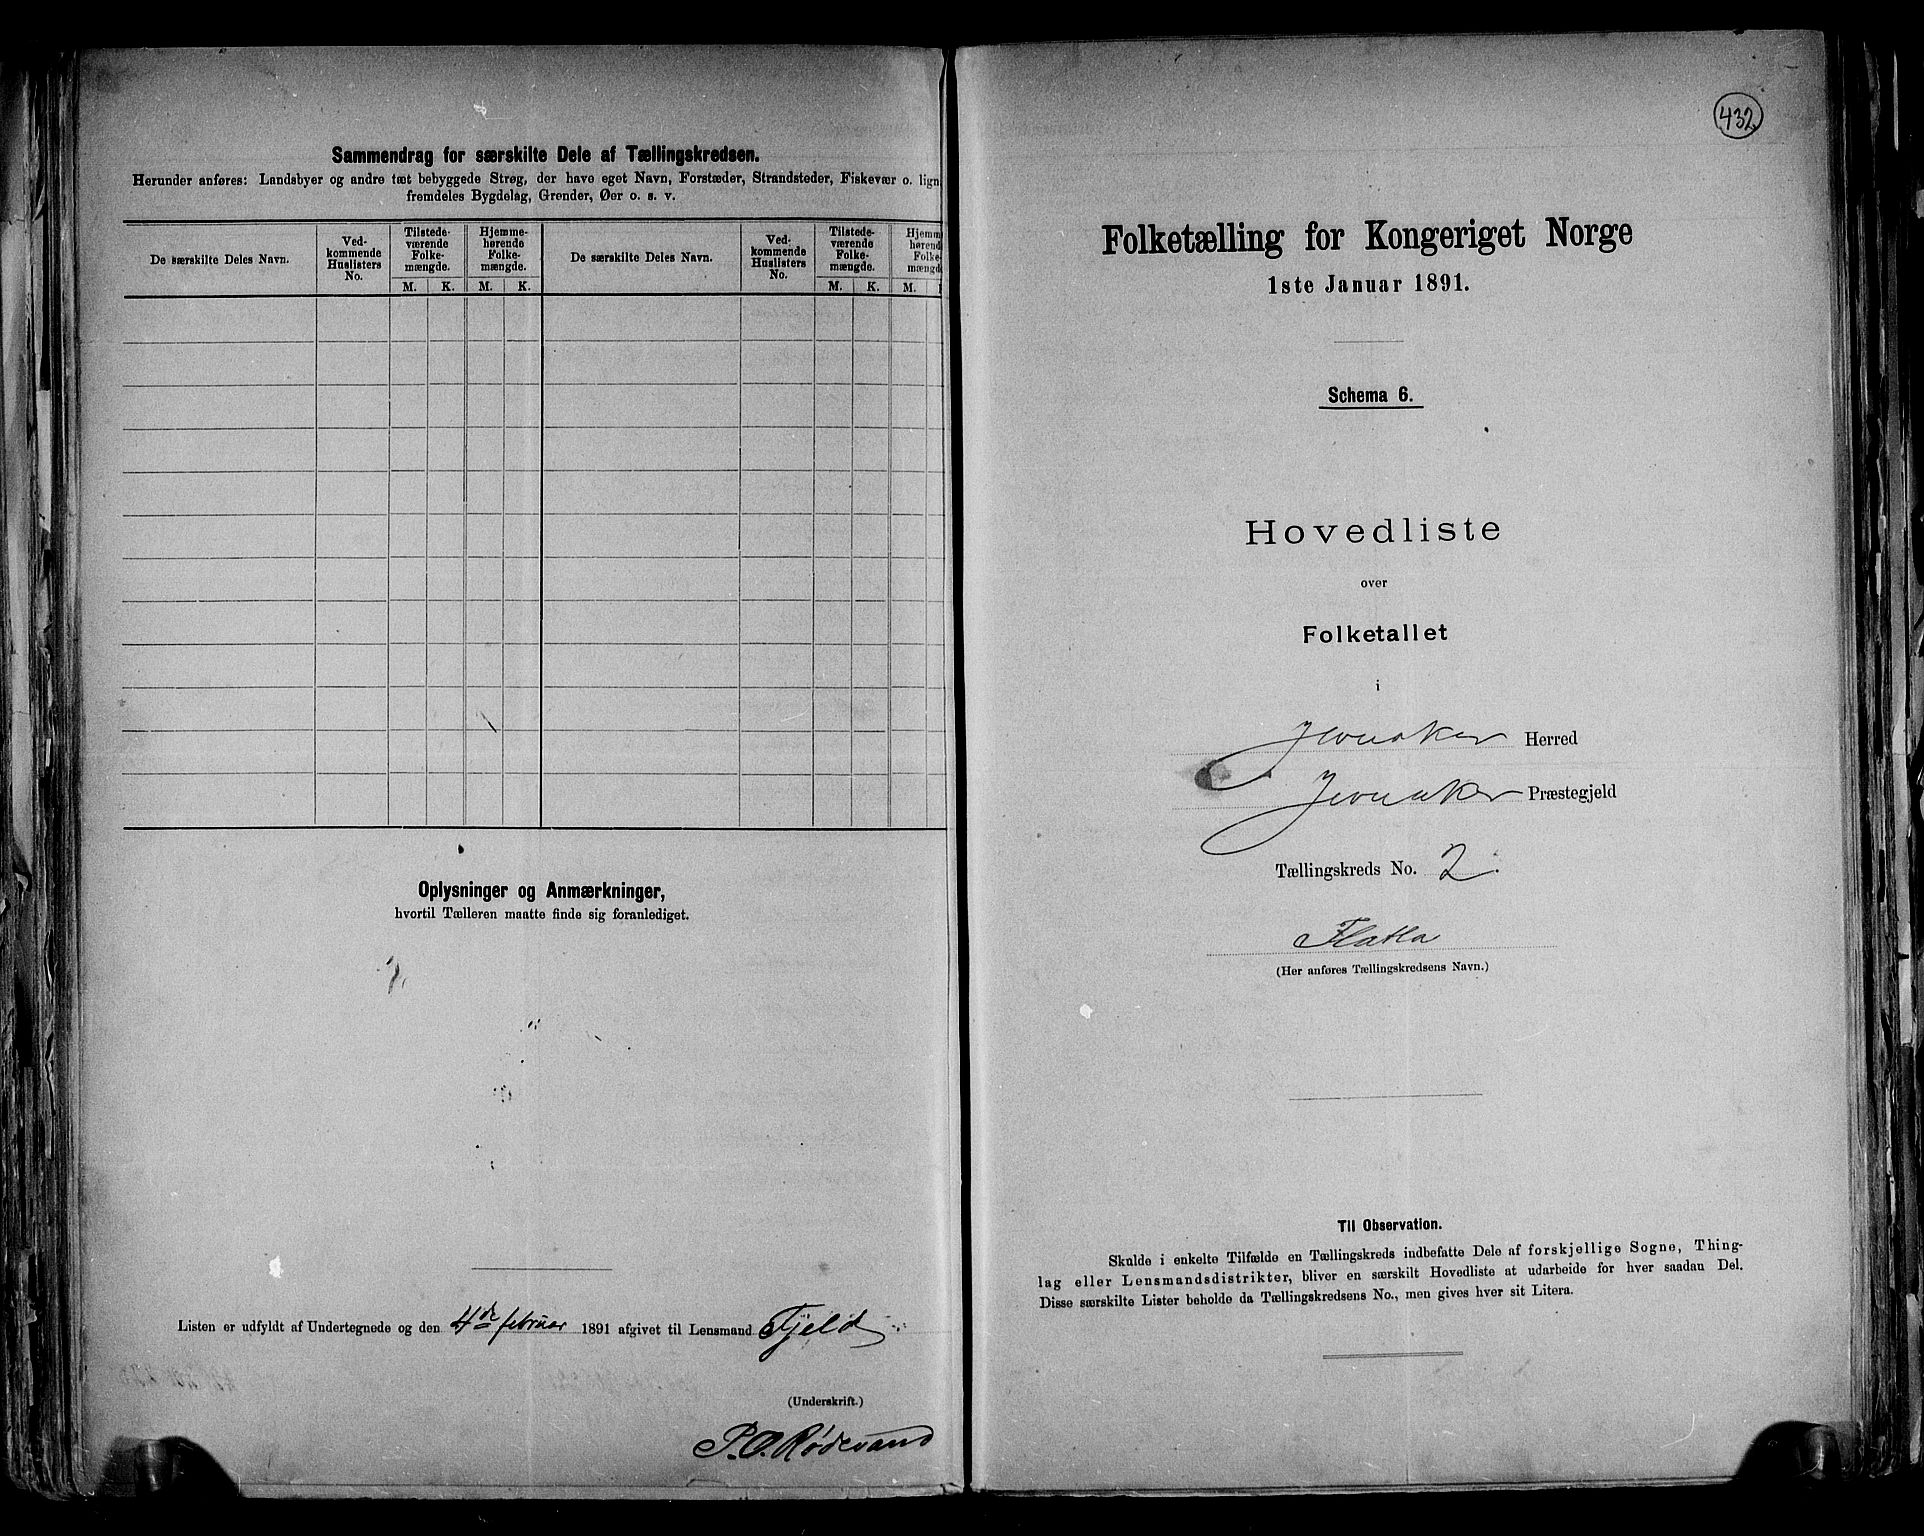 Sammendrag for særskilte Dele af Tællingskredsen.
Herunder anføres: Landsbyer og andre tæt bebyggede Strøg, der have eget Navn, Forstæder, Strandsteder, Fiskevær o. lign.
fremdeles Bygdelag, Grender, Øer o. s. v.
De særskilte Deles Navn.
Ved-
kommende
Huslisters
No.
Tilstede-
værende
Folke-
mængde.
Hjemme-
hørende
Folke-
mængde.
De særskilte Deles Navn.
Ved-
kommende
Huslisters
No.
Tilstede-
værende
Folke-
mængde.
Hjemm
hørend
Folke-
mængd
M. K. M. K. M. K. M.
Oplysninger og Anmærkninger,
hvortil Tælleren maatte finde sig foranlediget.
Listen er udfyldt af Undertegnede og den 4de februar 1891 afgivet til Lensmand Fjeld
(Underskrift.)
P. O. Rødevand
432
Folketælling for Kongeriget Norge
1ste Januar 1891.
Schema 6.
Hovedliste
over
Folketallet
i
Jevnaker Herred
Jevnaker Præstegjeld
Tællingskreds No. 2.
Flatla
(Her anføres Tællingskredsens Navn.)
Til Observation.
Skulde i enkelte Tilfælde en Tællingskreds indbefatte Dele af forskjellige Sogne, Thing-
lag eller Lensmandsdistrikter, bliver en særskilt Hovedliste at udarbeide for hver saadan Del.
Disse særskilte Lister beholde da Tællingskredsens No., men gives hver sit Litera.